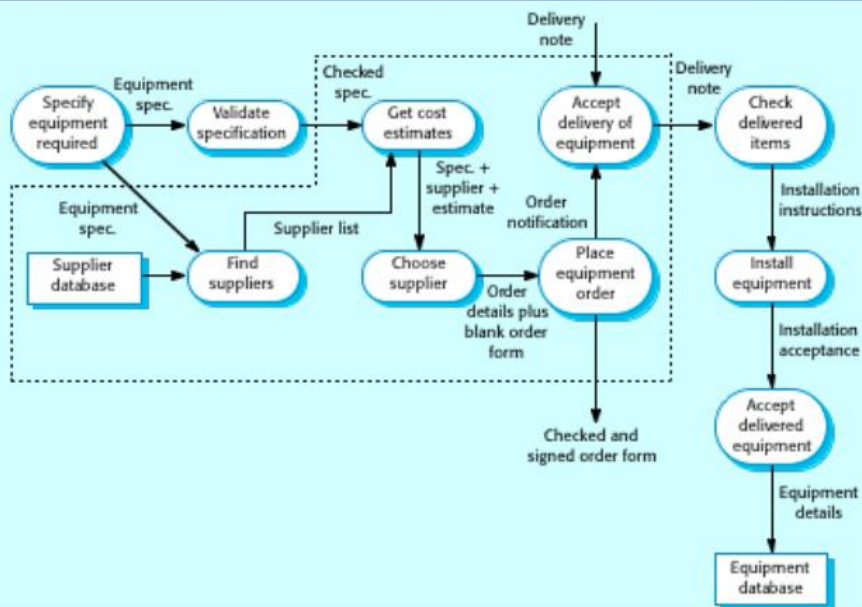 Delivery
note
Equipment
spec.
Checked
spec.
Delivery
note
Specify
equipment
required
Validate
specification
Get cost
estimates
Accept
delivery of
equipment
Check
delivered
items
Equipment
spec.
Supplier list
Spec. +
supplier +
estimate
Order
notification
Installation
instructions
Supplier
database
Find
suppliers
Choose
supplier
Order
details plus
blank order
form
Place
equipment
order
Install
equipment
Installation
acceptance
Checked and
signed order form
Accept
delivered
equipment
Equipment
details
Equipment
database